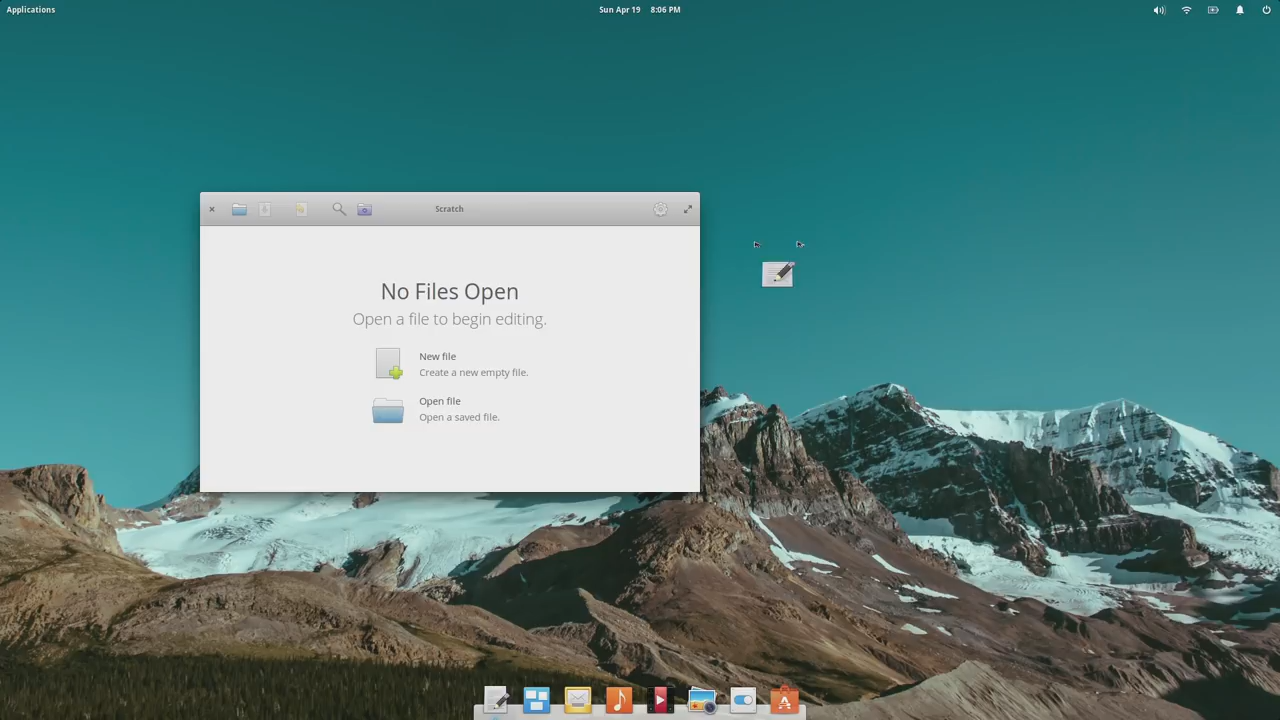 Applications
Sun Apr 19 8:06 PM
Scratch
No Files Open
Open a file to begin editing.
New file
Create a new empty file.
Open file
Open a saved file.